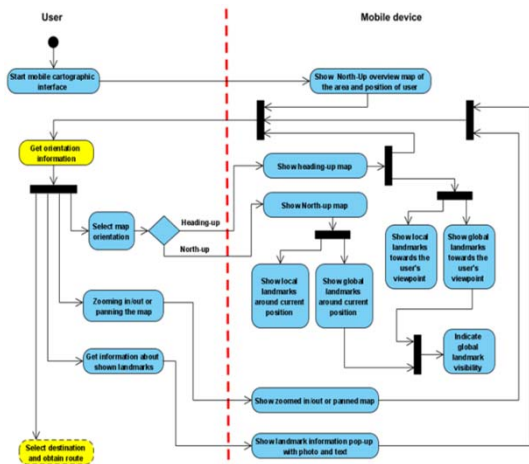 User
Mobile device
Start mobile cartographic
interface
Show North-Up overview map of
the area and position of user
Get orientation
information
Show heading-up map
Select map
orientation
Heading-up
North-up
Show North-up map
Show local
landmarks
around current
position
Show global
landmarks
around current
position
Show local
landmarks
towards the
user's
viewpoint
Show global
landmarks
towards the
user's
viewpoint
Zooming in/out or
panning the map
Get information about
shown landmarks
Indicate
global
landmark
visibility
Show zoomed in/out or panned map
Select destination
and obtain route
Show landmark information pop-up
with photo and text